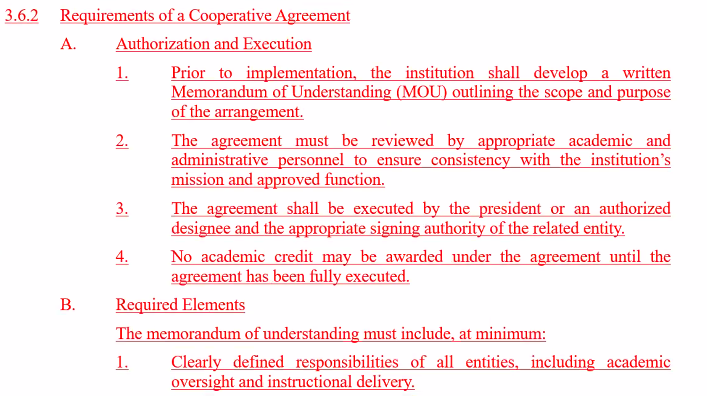 3.6.2 Requirements of a Cooperative Agreement
A. Authorization and Execution
1. Prior to implementation, the institution shall develop a written
Memorandum of Understanding (MOU) outlining the scope and purpose
of the arrangement.
2. The agreement must be reviewed by appropriate academic and
administrative personnel to ensure consistency with the institution’s
mission and approved function.
3. The agreement shall be executed by the president or an authorized
designee and the appropriate signing authority of the related entity.
4. No academic credit may be awarded under the agreement until the
agreement has been fully executed.
B. Required Elements
The memorandum of understanding must include, at minimum:
1. Clearly defined responsibilities of all entities, including academic
oversight and instructional delivery.